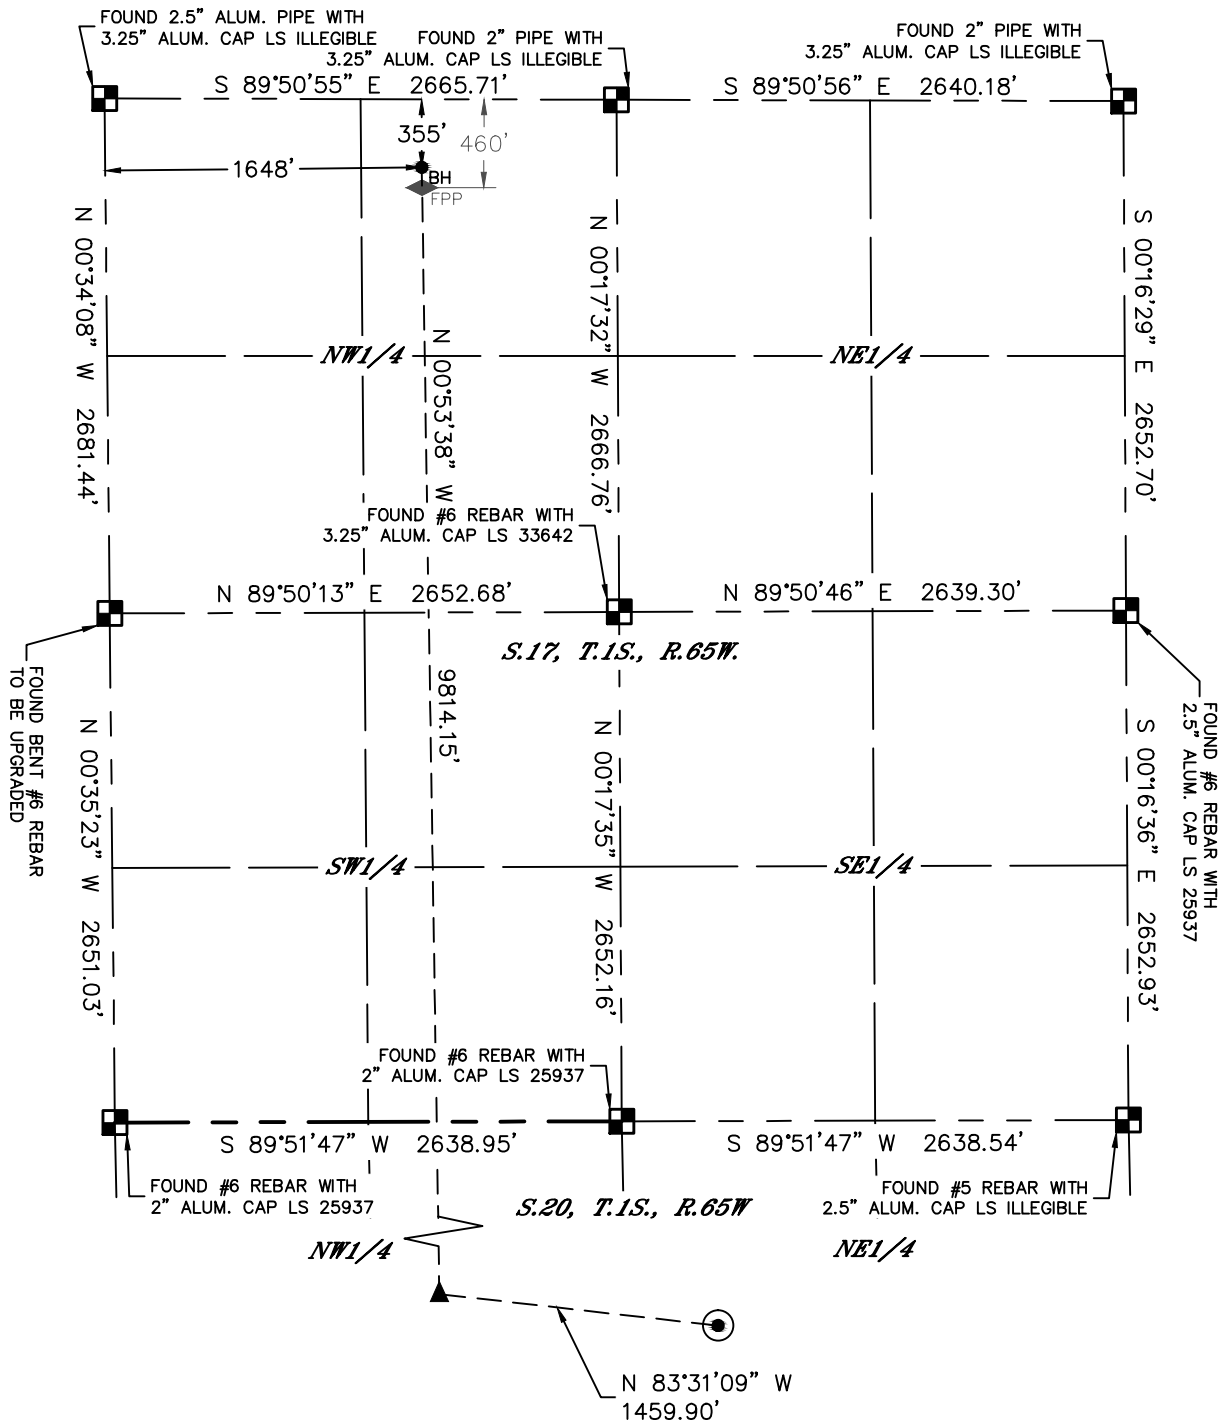 FOUND 2.5" ALUM. PIPE WITH
3.25" ALUM. CAP LS ILLEGIBLE
FOUND 2" PIPE WITH
3.25" ALUM. CAP LS ILLEGIBLE
FOUND 2" PIPE WITH
3.25" ALUM. CAP LS ILLEGIBLE
S 89°50'55" E 2665.71'
S 89°50'56" E 2640.18'
355'
460'
1648'
BH
FPP
N 00°34'08" W 2681.44'
N 00°53'38" W
N 00°17'32" W 2666.76'
S 00°16'29" E 2652.70'
NW1/4
NE1/4
FOUND #6 REBAR WITH
3.25" ALUM. CAP LS 33642
N 89°50'13" E 2652.68'
N 89°50'46" E 2639.30'
S.17, T.1S., R.65W.
FOUND BENT #6 REBAR
TO BE UPGRADED
9814.15'
FOUND #6 REBAR WITH
2.5" ALUM. CAP LS 25937
N 00°35'23" W 2651.03'
N 00°17'35" W 2652.16'
S 00°16'36" E 2652.93'
SW1/4
SE1/4
FOUND #6 REBAR WITH
2" ALUM. CAP LS 25937
S 89°51'47" W 2638.95'
S 89°51'47" W 2638.54'
FOUND #6 REBAR WITH
2" ALUM. CAP LS 25937
FOUND #5 REBAR WITH
2.5" ALUM. CAP LS ILLEGIBLE
S.20, T.1S., R.65W
NW1/4
NE1/4
N 83°31'09" W
1459.90'